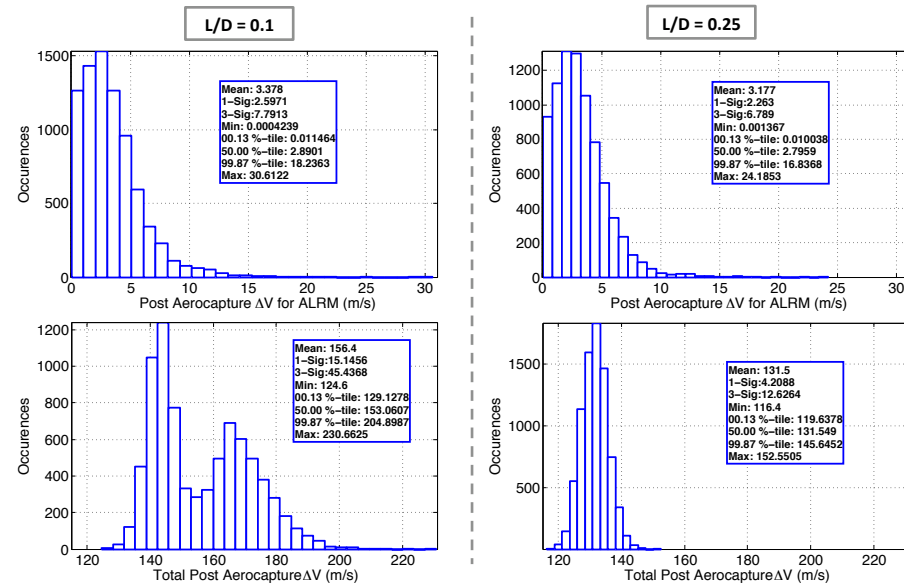 L/D = 0.1
1500
1000
500
0
Occurences
Mean: 3.378
1−Sig:2.5971
3−Sig:7.7913
Min: 0.0004239
00.13 %−tile: 0.011464
50.00 %−tile: 2.8901
99.87 %−tile: 18.2363
Max: 30.6122
0 5 10 15 20 25 30
Post Aerocapture ΔV for ALRM (m/s)
L/D = 0.25
1200
1000
800
600
400
200
0
Occurences
Mean: 3.177
1−Sig:2.263
3−Sig:6.789
Min: 0.001367
00.13 %−tile: 0.010038
50.00 %−tile: 2.7959
99.87 %−tile: 16.8368
Max: 24.1853
0 5 10 15 20 25 30
Post Aerocapture ΔV for ALRM (m/s)
1200
1000
800
600
400
200
0
Occurences
Mean: 156.4
1−Sig:15.1456
3−Sig:45.4368
Min: 124.6
00.13 %−tile: 129.1278
50.00 %−tile: 153.0607
99.87 %−tile: 204.8987
Max: 230.6625
120 140 160 180 200 220
Total Post AerocaptureΔV (m/s)
1500
1000
500
Occurences
Mean: 131.5
1−Sig:4.2088
3−Sig:12.6264
Min: 116.4
00.13 %−tile: 119.6378
50.00 %−tile: 131.549
99.87 %−tile: 145.6452
Max: 152.5505
120 140 160 180 200 220
Total Post AerocaptureΔV (m/s)